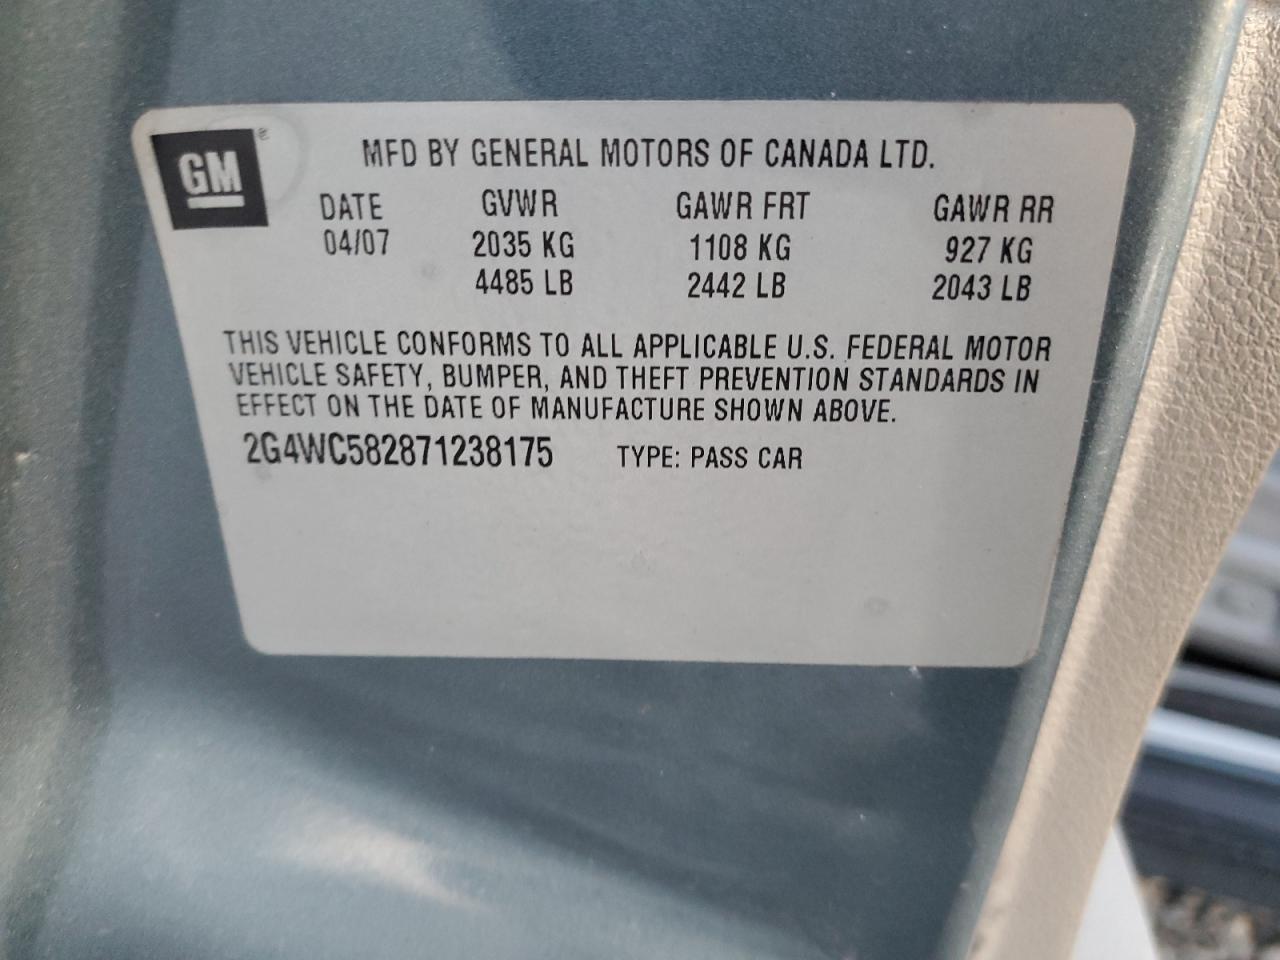 GM ®
MFD BY GENERAL MOTORS OF CANADA LTD.
DATE GVWR GAWR FRT GAWR RR
04/07 2035 KG 1108 KG 927 KG
4485 LB 2442 LB 2043 LB
THIS VEHICLE CONFORMS TO ALL APPLICABLE U.S. FEDERAL MOTOR
VEHICLE SAFETY, BUMPER, AND THEFT PREVENTION STANDARDS IN
EFFECT ON THE DATE OF MANUFACTURE SHOWN ABOVE.
2G4WC582871238175 TYPE: PASS CAR